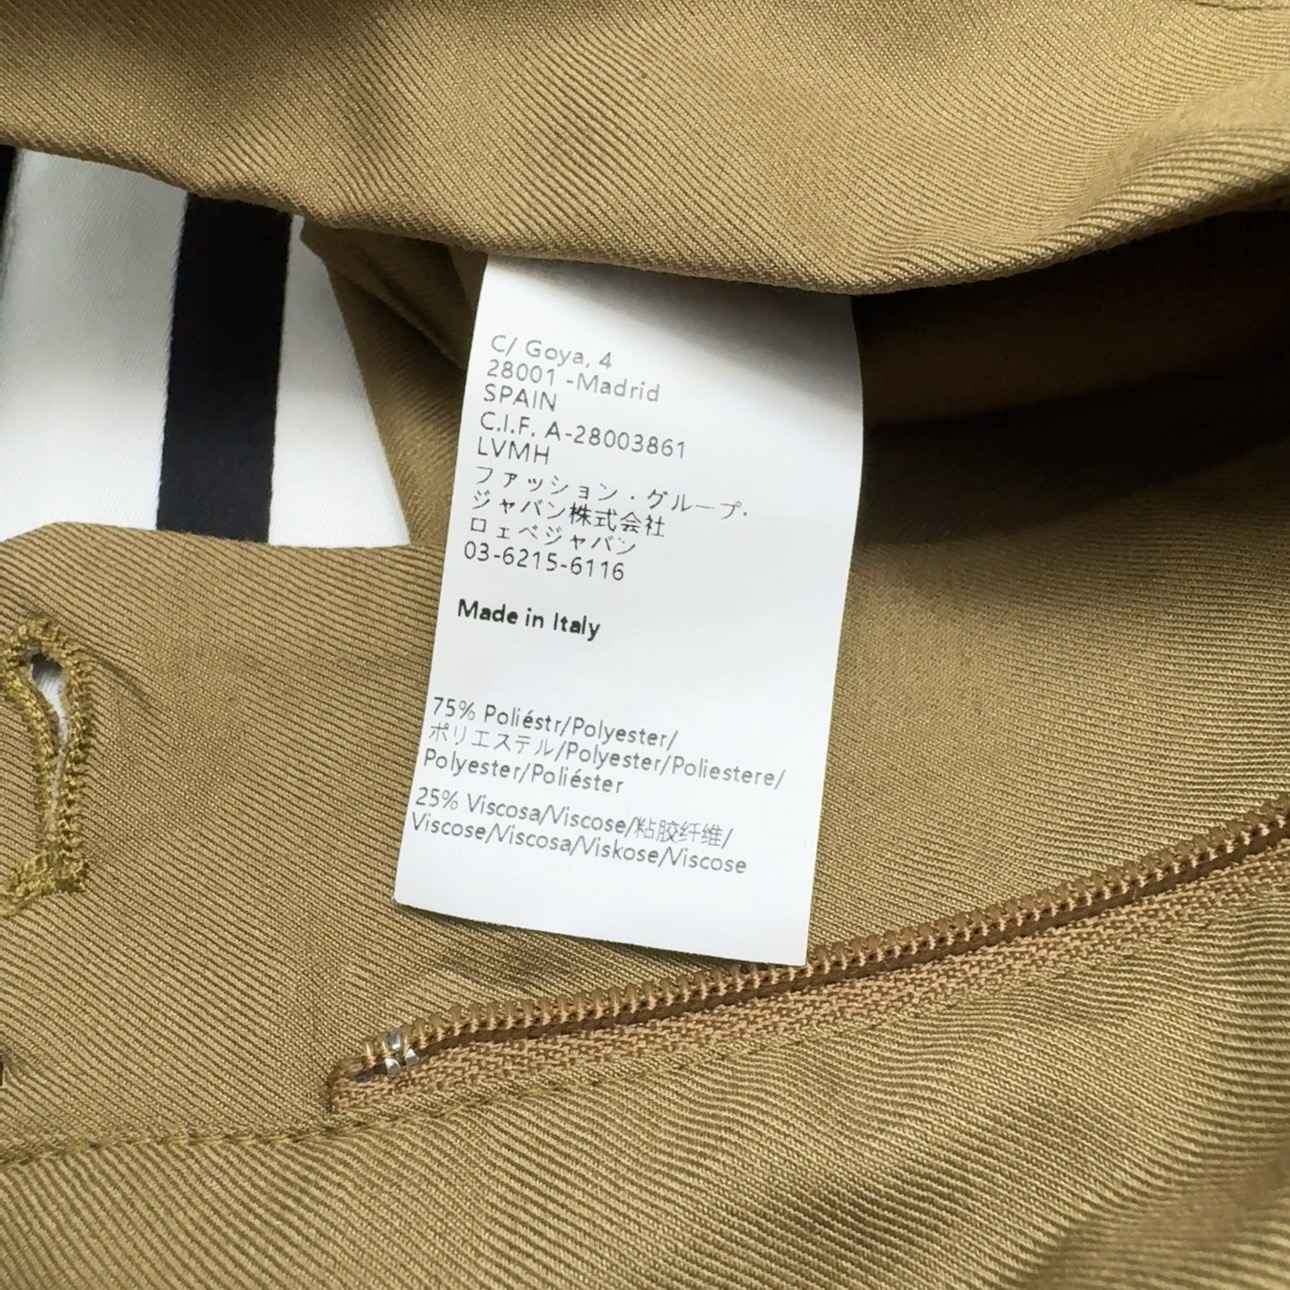 C/ Goya, 4
28001 -Madrid
SPAIN
C.I.F. A-28003861
LVMH
ファッション・グループ・
ジャパン株式会社
ロエベジャパン
03-6215-6116
Made in Italy
75% Poliéstr/Polyester/
ポリエステル/Polyester/Poliestere/
Polyester/Poliéster
25% Viscosa/Viscose/粘胶纤维/
Viscose/Viscosa/Viskose/Viscose